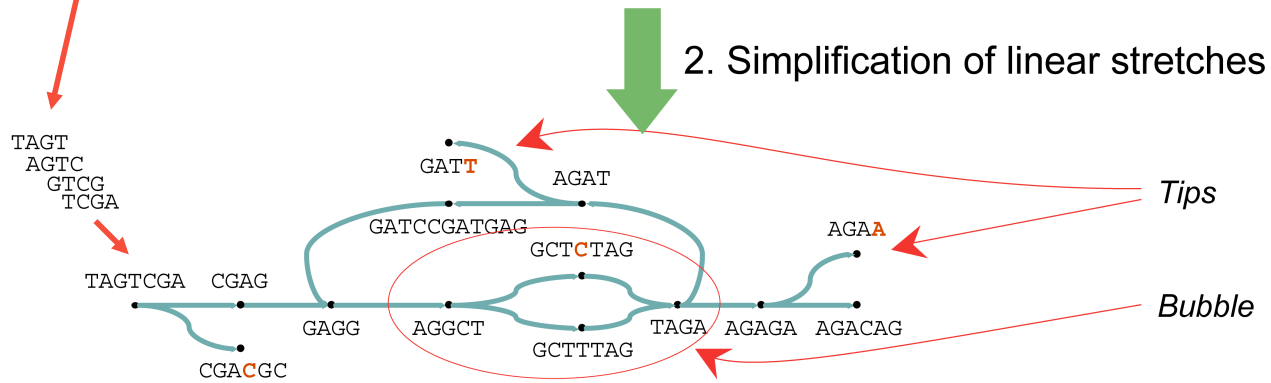 2. Simplification of linear stretches
TAGT
AGTC
GTCG
TCGA
GATT
AGAT
Tips
GATCCGATGAG
AGAA
GCTCTAG
TAGTCGA
CGAG
Bubble
GAGG
AGGCT
TAGA
AGAGA
AGACAG
GCTTTAG
CGACGC